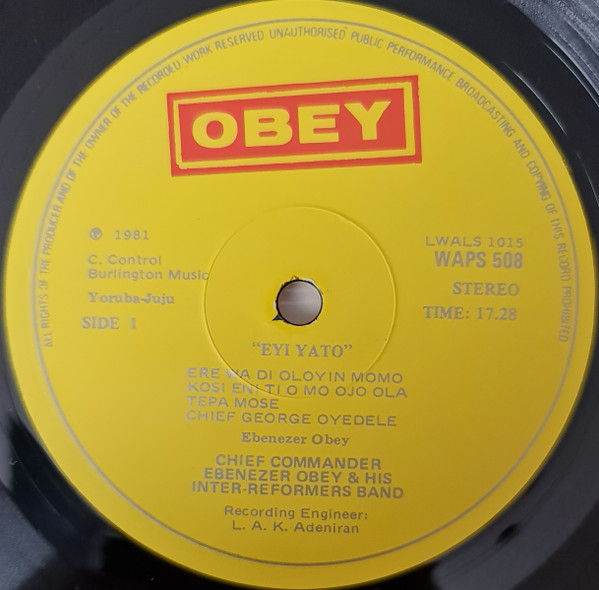 ALL RIGHTS OF THE PRODUCER AND OF THE OWNER OF THE RECORDED WORK RESERVED UNAUTHORISED PUBLIC PERFORMANCE BROADCASTING AND COPYING OF THIS RECORD PROHIBITED
OBEY
℗ 1981
C. Control
Burlington Music
Yoruba-Juju
SIDE 1
LWALS 1015
WAPS 508
STEREO
TIME: 17.28
“EYI YATO”
ERE WA DI OLOYIN MOMO
KOSI ENI TI O MO OJO OLA
TEPA MOSE
CHIEF GEORGE OYEDELE
Ebenezer Obey
CHIEF COMMANDER
EBENEZER OBEY & HIS
INTER-REFORMERS BAND
Recording Engineer:
L. A. K. Adeniran